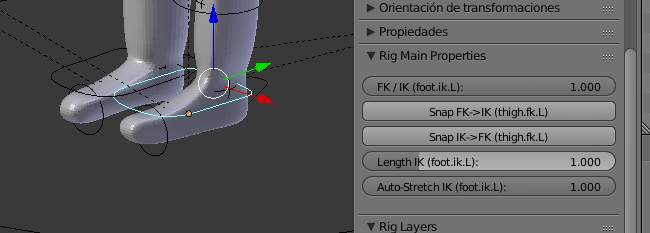 Orientación de transformaciones
Propiedades
Rig Main Properties
FK / IK (foot.ik.L): 1.000
Snap FK->IK (thigh.fk.L)
Snap IK->FK (thigh.fk.L)
Length IK (foot.ik.L): 1.000
Auto-Stretch IK (foot.ik.L): 1.000
Rig Layers